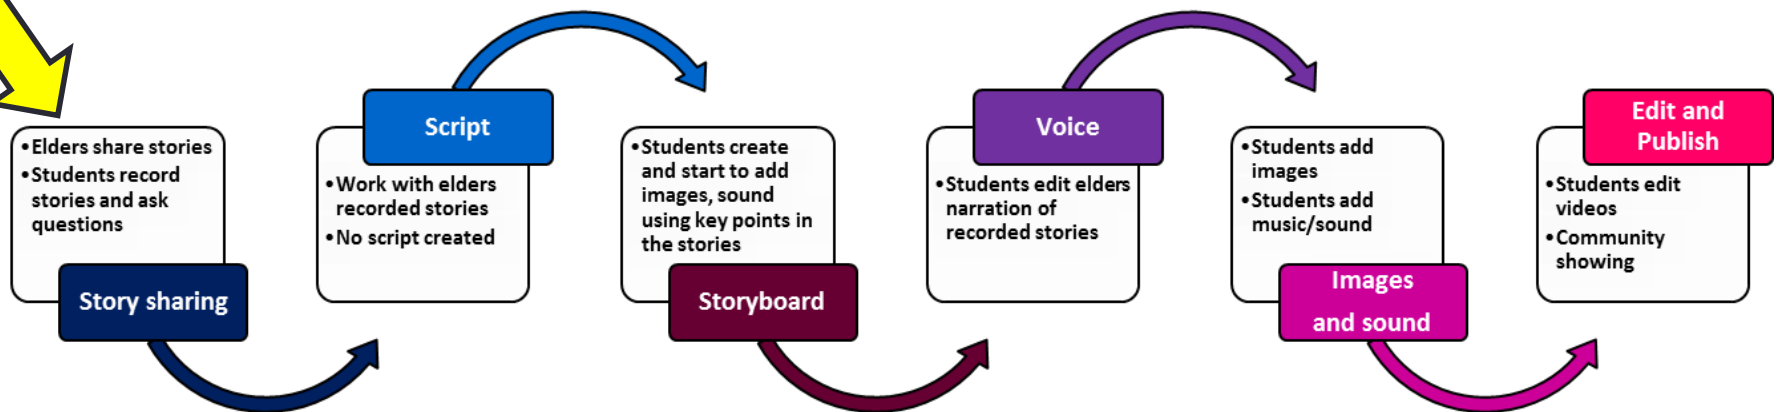 •Elders share stories
•Students record
stories and ask
questions
Story sharing
Script
•Work with elders
recorded stories
•No script created
•Students create
and start to add
images, sound
using key points in
the stories
Storyboard
Voice
•Students edit elders
narration of
recorded stories
•Students add
images
•Students add
music/sound
Images
and sound
Edit and
Publish
•Students edit
videos
•Community
showing